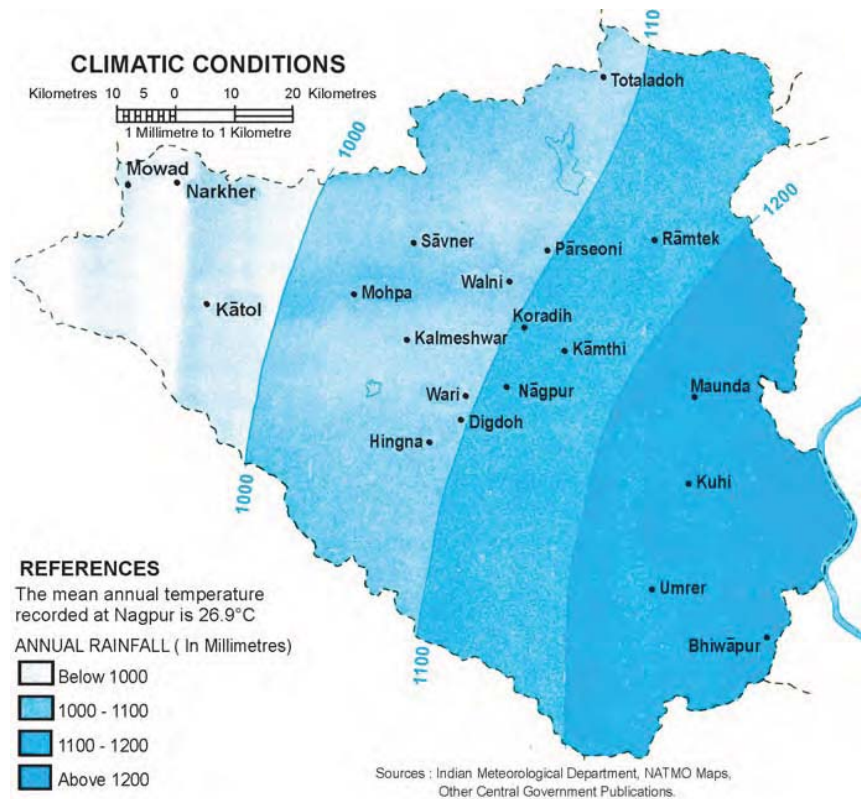 CLIMATIC CONDITIONS
Kilometres 10 5 0 10 20 Kilometres
1 Millimetre to 1 Kilometre
110
Totaladoh
1000
Mowad
Narkher
1200
Sāvner
Pārseoni
Rāmtek
Walni
Mohpa
Kātol
Koradih
Kalmeshwar
Kāmthi
Nāgpur
Wari
Maunda
Digdoh
Hingna
1000
Kuhi
Umrer
Bhiwāpur
1100
REFERENCES
The mean annual temperature
recorded at Nagpur is 26.9°C
ANNUAL RAINFALL ( In Millimetres)
Below 1000
1000 - 1100
1100 - 1200
Above 1200
Sources : Indian Meteorological Department, NATMO Maps,
Other Central Government Publications.